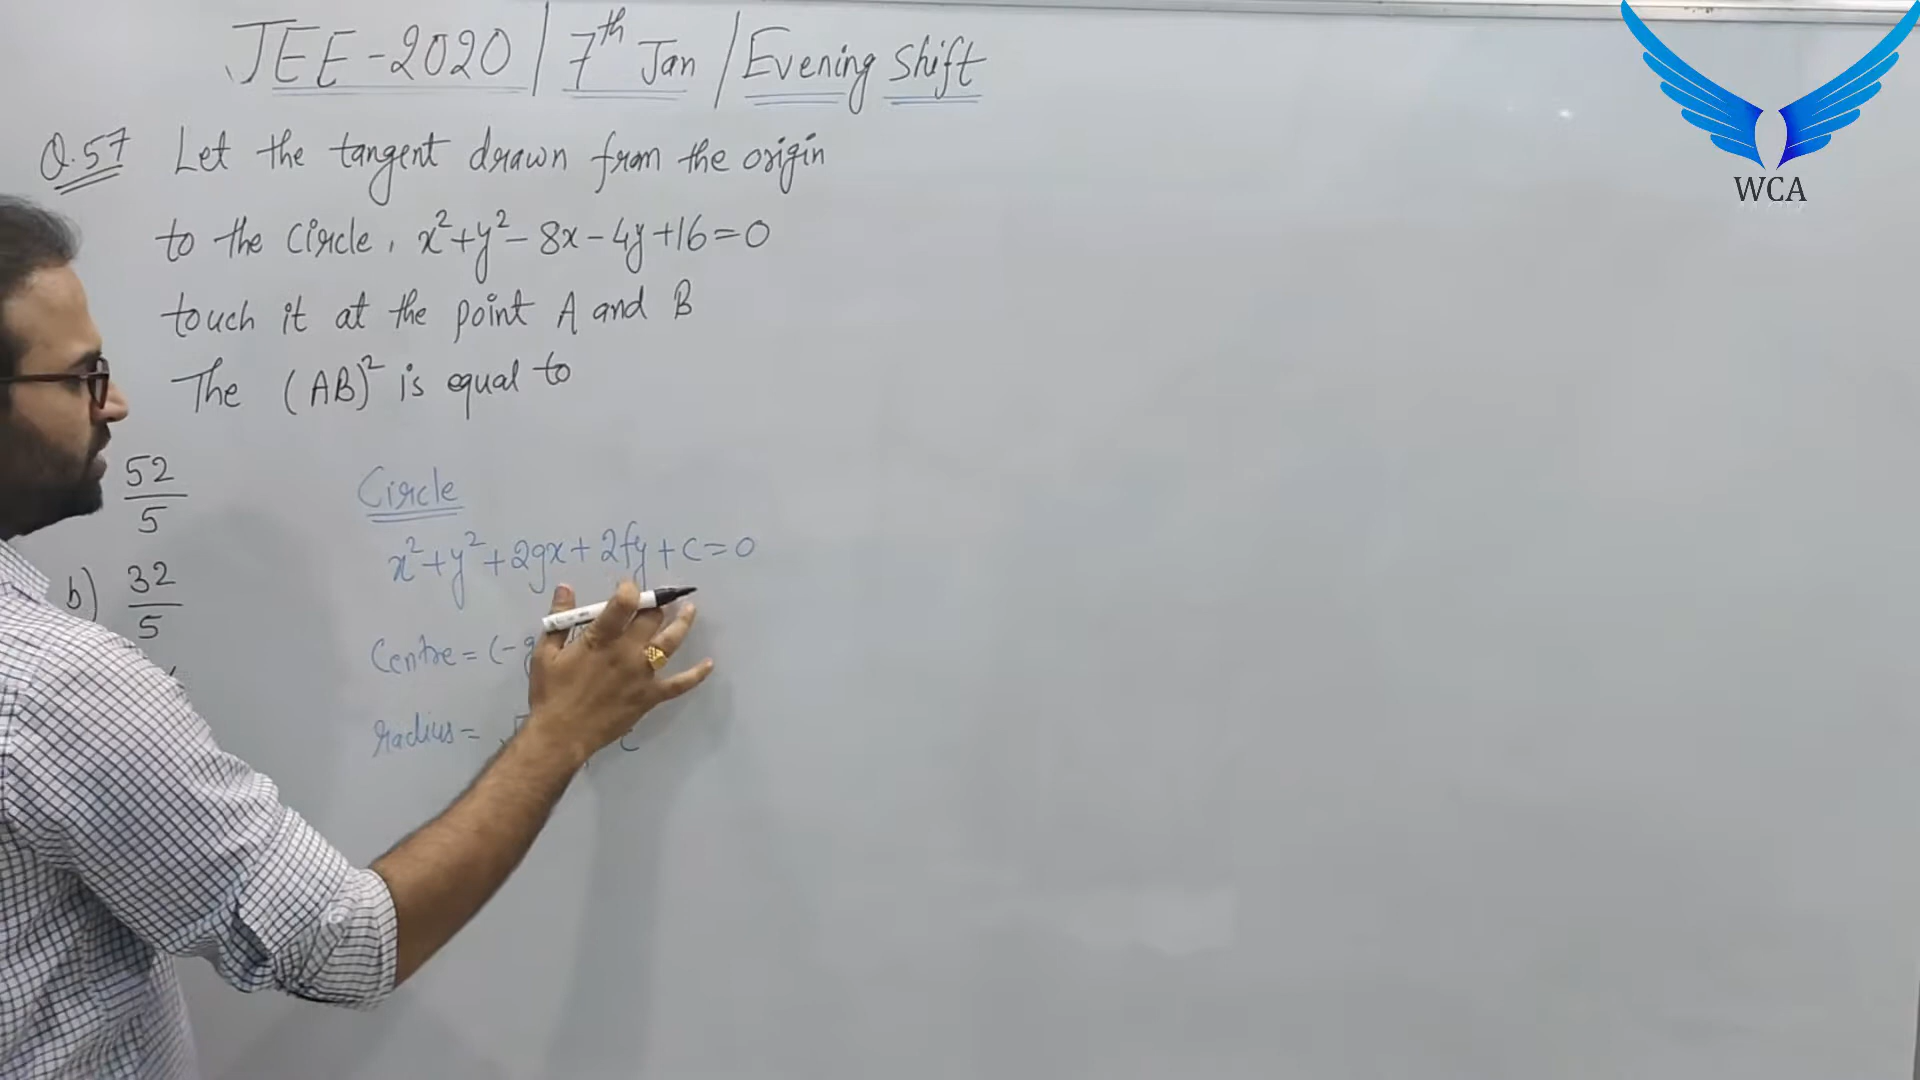 JEE-2020 / 7th Jan / Evening Shift
Q.57 Let the tangent drawn from the origin
to the circle, x²+y²-8x-4y+16=0
touch it at the point A and B
The (AB)² is equal to
52/5
b) 32/5
Circle
x²+y²+2gx+2fy+c=0
Centre = (-g
radius = √ c
WCA